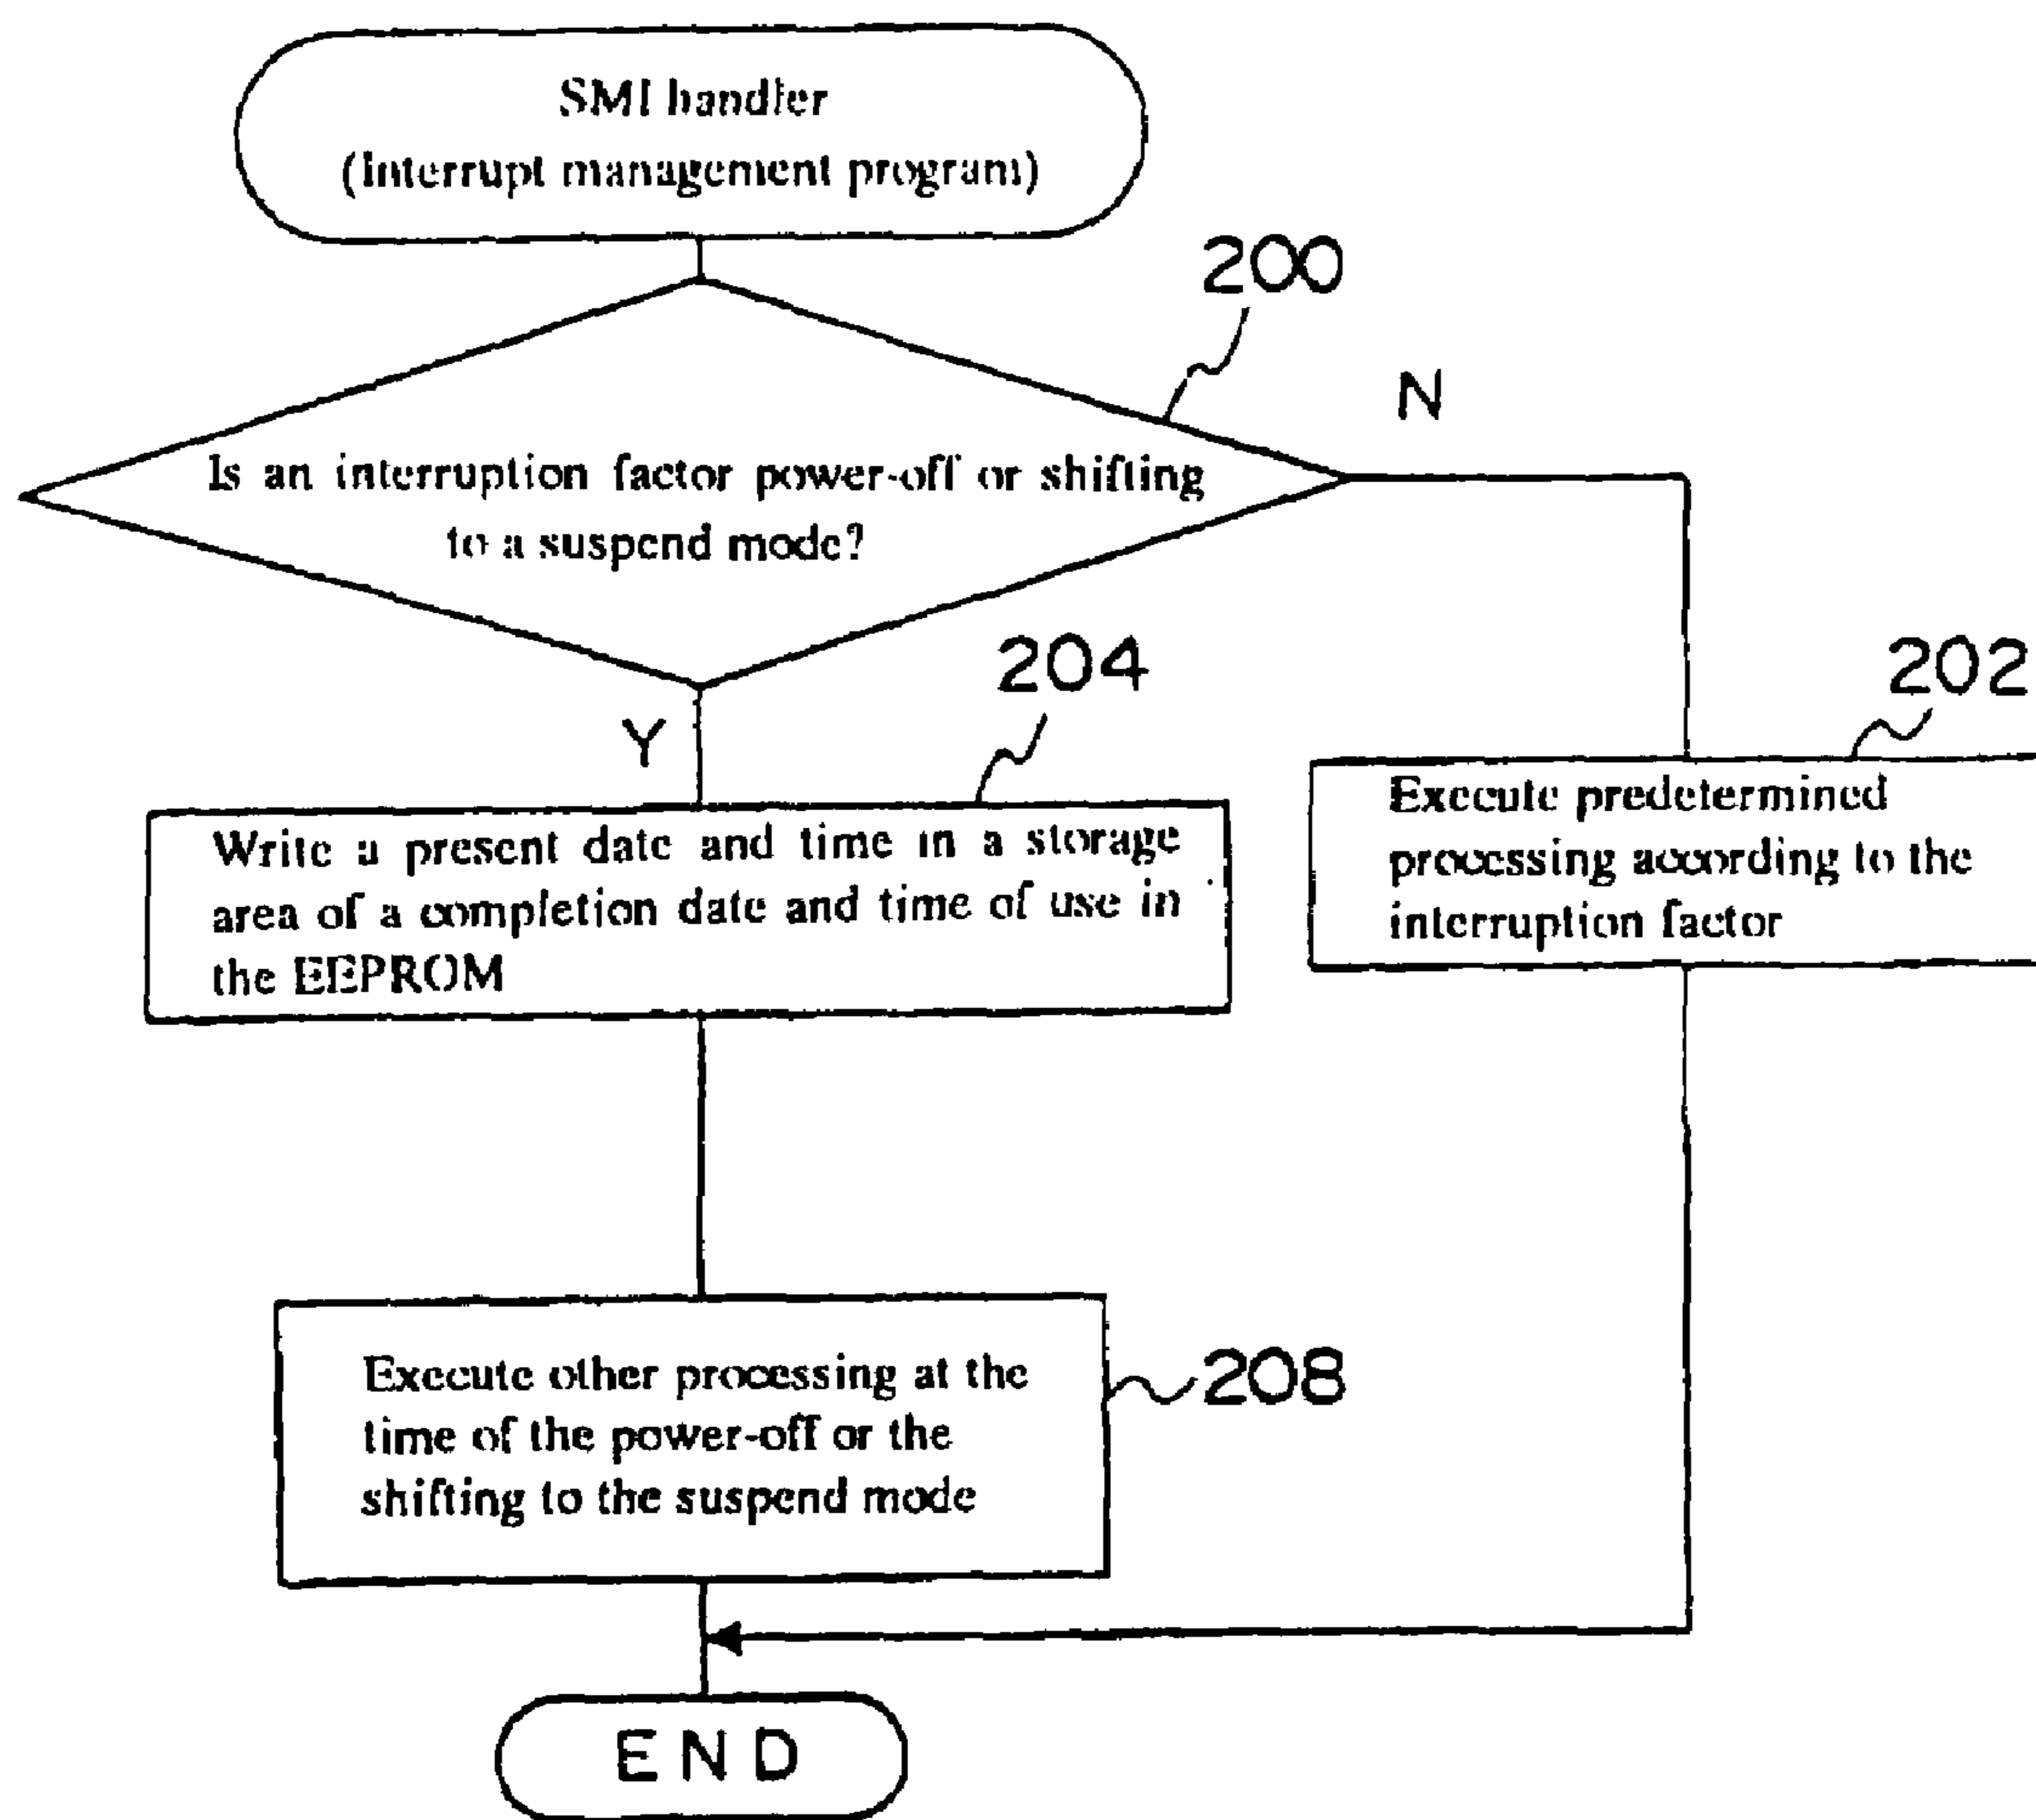 SMI handler
(Interrupt management program)
200
N
Is an interruption factor power-off or shifting
to a suspend mode?
204
202
Y
Write a present date and time in a storage
area of a completion date and time of use in
the EEPROM
Execute predetermined
processing according to the
interruption factor
Execute other processing at the
time of the power-off or the
shifting to the suspend mode
208
END